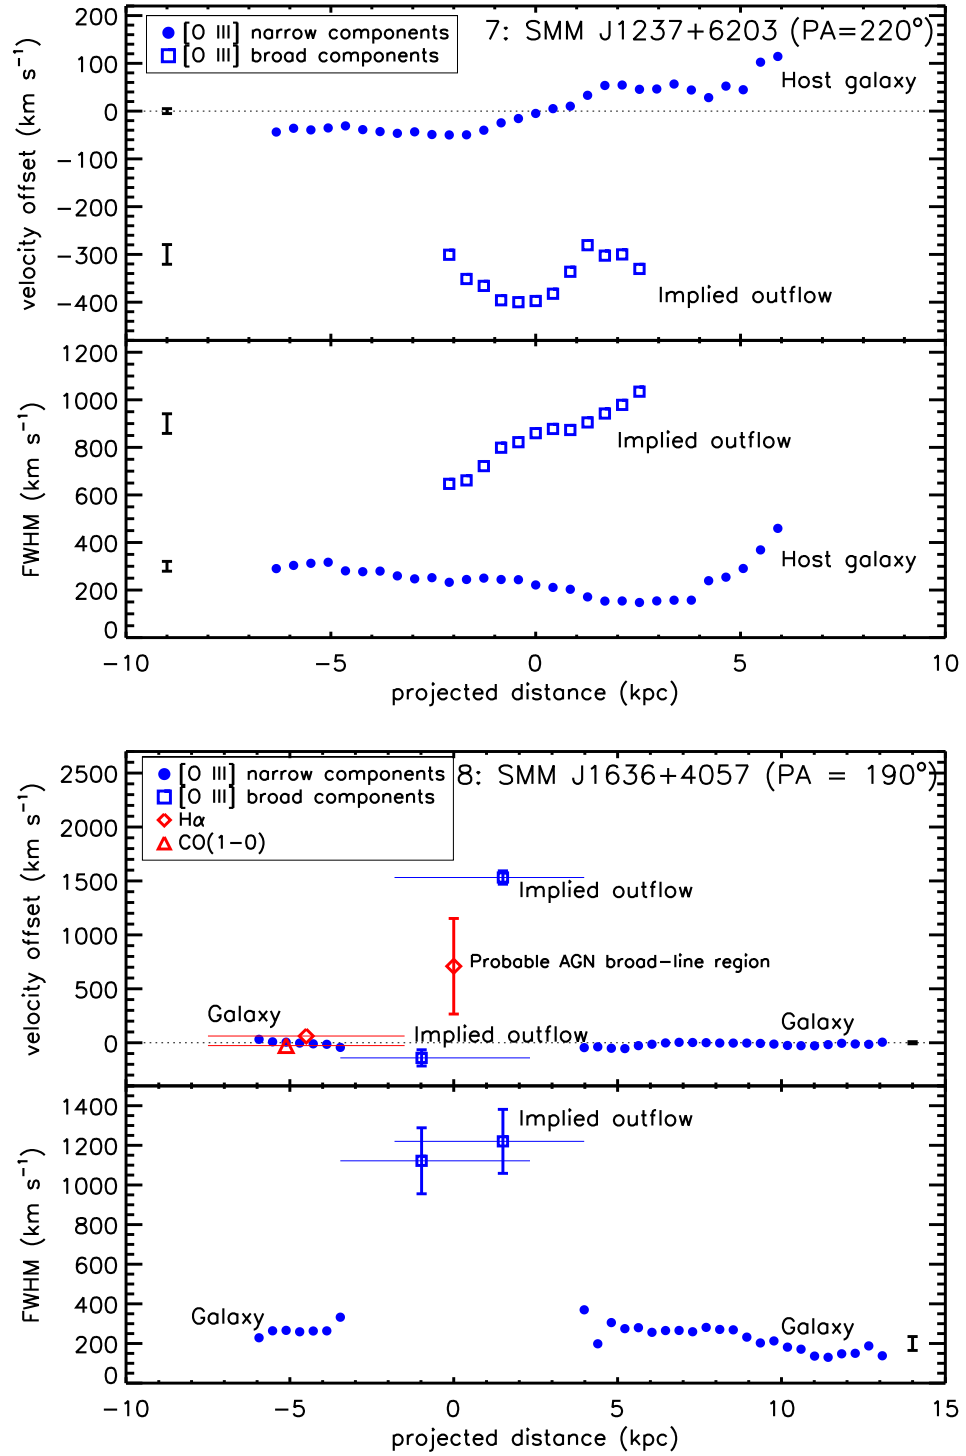 7: SMM J1237+6203 (PA=220°)
[O III] narrow components
[O III] broad components
200
100
0
−100
−200
−300
−400
velocity offset (km s⁻¹)
Host galaxy
Implied outflow
1200
1000
800
600
400
200
0
FWHM (km s⁻¹)
Implied outflow
Host galaxy
−10
−5
0
5
10
projected distance (kpc)
8: SMM J1636+4057 (PA = 190°)
[O III] narrow components
[O III] broad components
Hα
CO(1−0)
2500
2000
1500
1000
500
0
velocity offset (km s⁻¹)
Implied outflow
Probable AGN broad−line region
Galaxy
Implied outflow
Galaxy
1400
1200
1000
800
600
400
200
0
FWHM (km s⁻¹)
Implied outflow
Galaxy
Galaxy
−10
−5
0
5
10
15
projected distance (kpc)